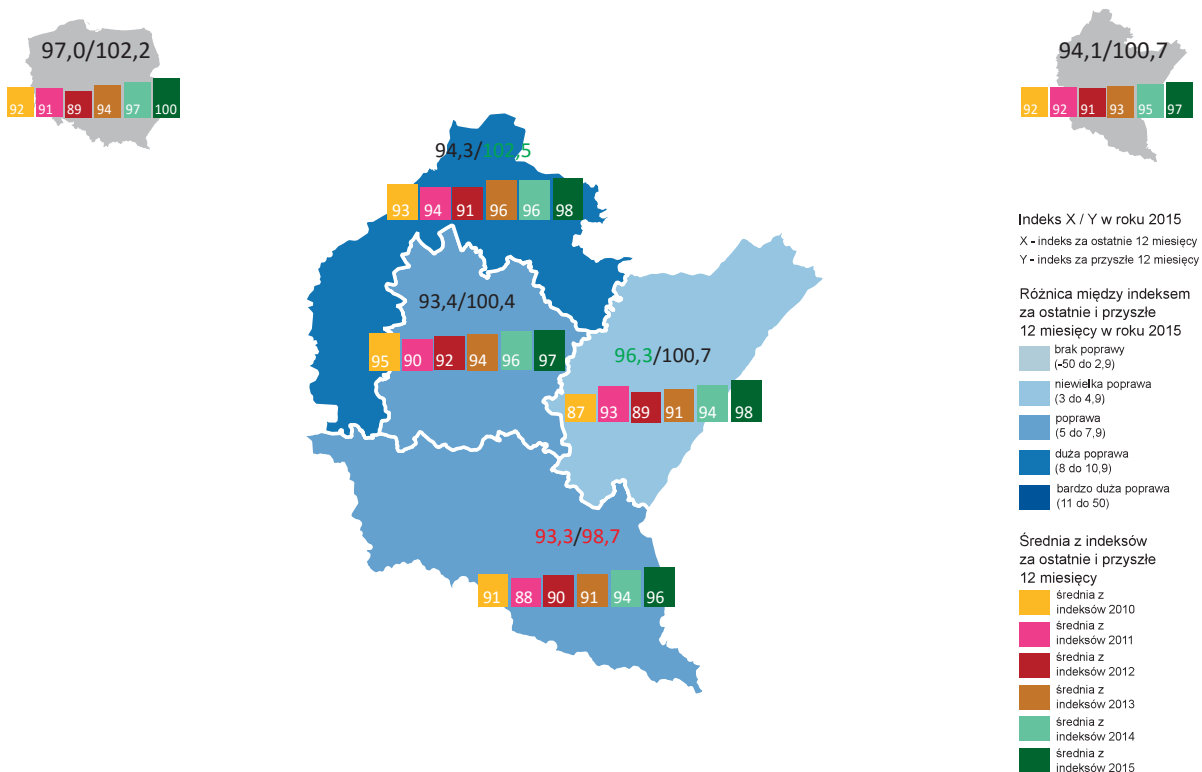 97,0/102,2
92 91 89 94 97 100
94,1/100,7
92 92 91 93 95 97
94,3/102,5
93 94 91 96 96 98
93,4/100,4
95 90 92 94 96 97
96,3/100,7
87 93 89 91 94 98
93,3/98,7
91 88 90 91 94 96
Indeks X / Y w roku 2015
X - indeks za ostatnie 12 miesięcy
Y - indeks za przyszłe 12 miesięcy
Różnica między indeksem
za ostatnie i przyszłe
12 miesięcy w roku 2015
brak poprawy
(-50 do 2,9)
niewielka poprawa
(3 do 4,9)
poprawa
(5 do 7,9)
duża poprawa
(8 do 10,9)
bardzo duża poprawa
(11 do 50)
Średnia z indeksów
za ostatnie i przyszłe
12 miesięcy
średnia z
indeksów 2010
średnia z
indeksów 2011
średnia z
indeksów 2012
średnia z
indeksów 2013
średnia z
indeksów 2014
średnia z
indeksów 2015